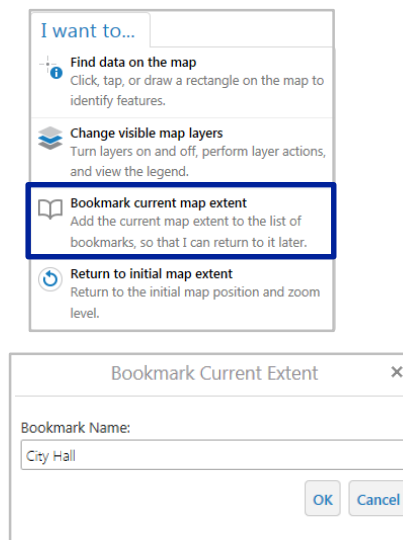 I want to...
Find data on the map
Click, tap, or draw a rectangle on the map to
identify features.
Change visible map layers
Turn layers on and off, perform layer actions,
and view the legend.
Bookmark current map extent
Add the current map extent to the list of
bookmarks, so that I can return to it later.
Return to initial map extent
Return to the initial map position and zoom
level.
Bookmark Current Extent ×
Bookmark Name:
City Hall
OK Cancel